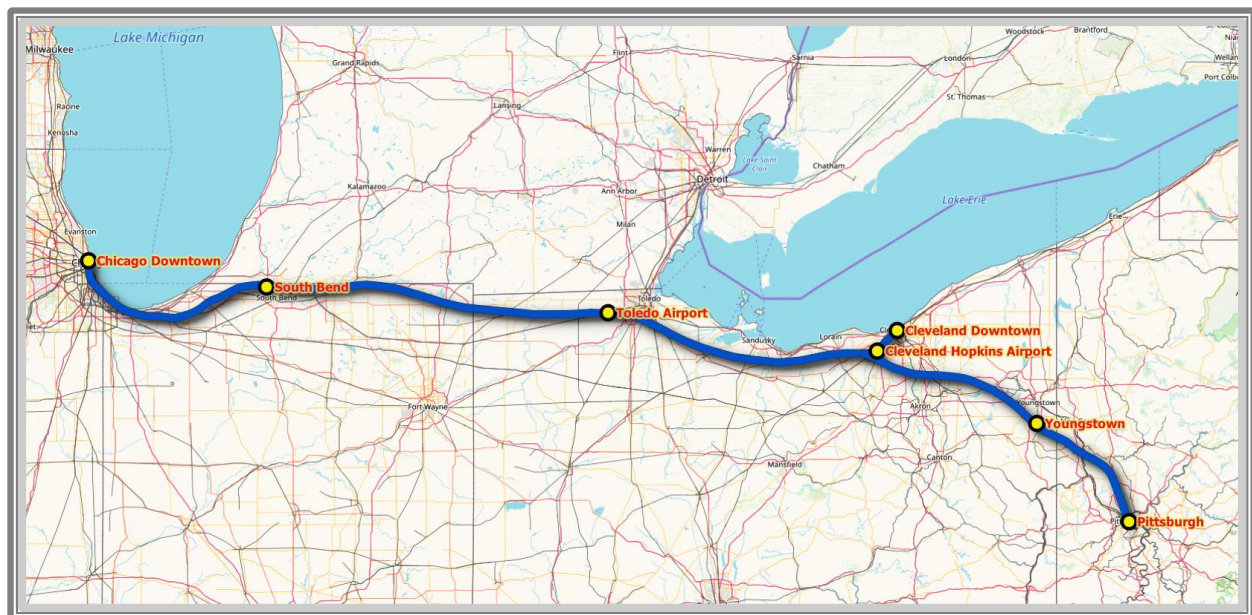 Milwaukee
Lake Michigan
Grand Rapids
Flint
Sarnia
Woodstock
Brantford
London
Port Colb
St. Thomas
Racine
Kenosha
Lansing
Warren
Lake Saint
Clair
Chatham
Detroit
Kalamazoo
Ann Arbor
Lake Erie
Milan
Erie
Evanston
Chicago Downtown
South Bend
South Bend
Toledo
Toledo Airport
Sandusky
Lorain
Cleveland Downtown
Cleveland Hopkins Airport
Fort Wayne
Akron
Youngstown
Canton
Mansfield
Pittsburgh